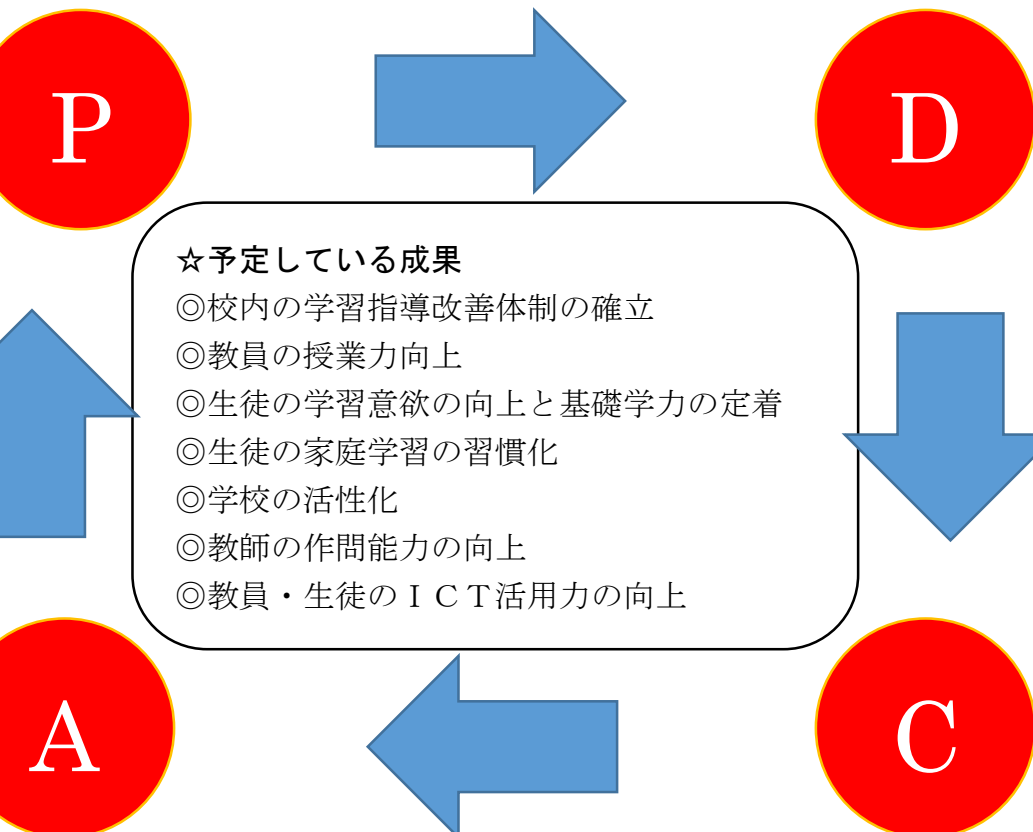 P
D
☆予定している成果
◎校内の学習指導改善体制の確立
◎教員の授業力向上
◎生徒の学習意欲の向上と基礎学力の定着
◎生徒の家庭学習の習慣化
◎学校の活性化
◎教師の作問能力の向上
◎教員・生徒のＩＣＴ活用力の向上
A
C